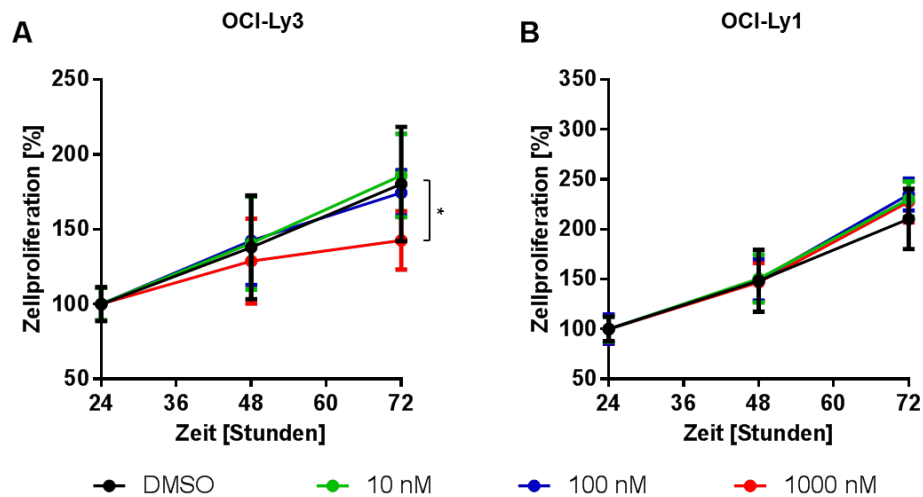 A
OCI-Ly3
Zellproliferation [%]
250
200
150
100
50
*
24 36 48 60 72
Zeit [Stunden]
B
OCI-Ly1
Zellproliferation [%]
350
300
250
200
150
100
50
24 36 48 60 72
Zeit [Stunden]
DMSO 10 nM 100 nM 1000 nM